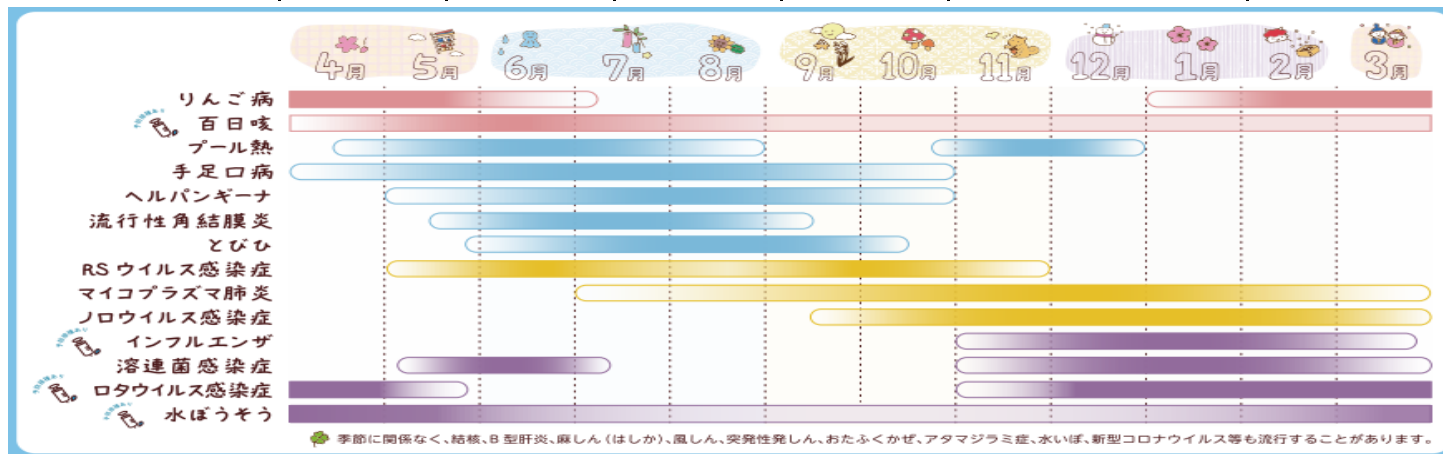 4月 5月 6月 7月 8月 9月 10月 11月 12月 1月 2月 3月
りんご病
百日咳
プール熱
手足口病
ヘルパンギーナ
流行性角結膜炎
とびひ
RSウイルス感染症
マイコプラズマ肺炎
ノロウイルス感染症
インフルエンザ
溶連菌感染症
ロタウイルス感染症
水ぼうそう
季節に関係なく、結核、B型肝炎、麻しん(はしか)、風しん、突発性発しん、おたふくかぜ、アタマジラミ症、水いぼ、新型コロナウイルス等も流行することがあります。